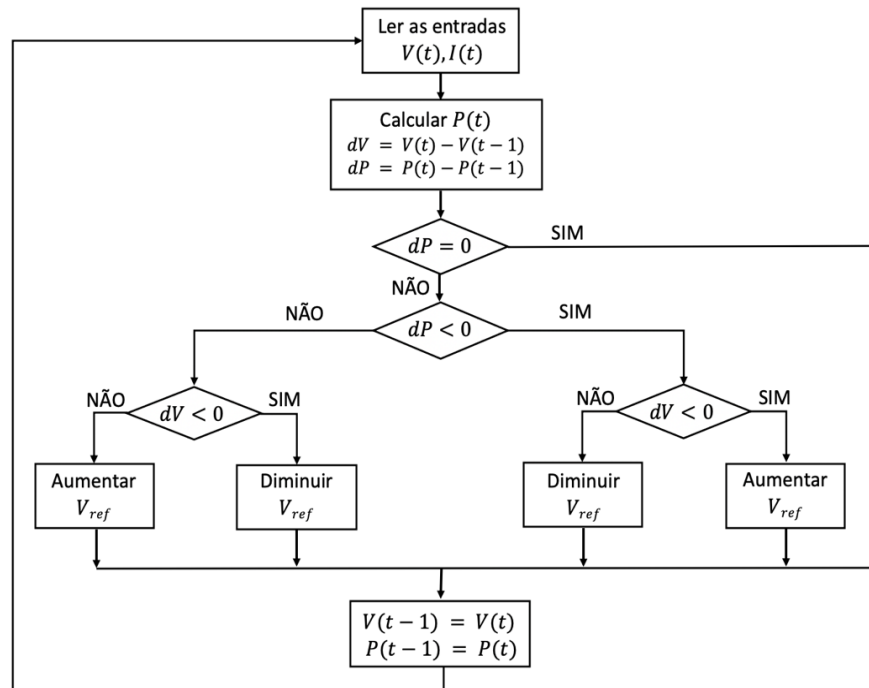 Ler as entradas
V(t), I(t)
Calcular P(t)
dV = V(t) − V(t − 1)
dP = P(t) − P(t − 1)
dP = 0
SIM
NÃO
dP < 0
NÃO
SIM
dV < 0
NÃO
SIM
dV < 0
NÃO
SIM
Aumentar
V_ref
Diminuir
V_ref
Diminuir
V_ref
Aumentar
V_ref
V(t − 1) = V(t)
P(t − 1) = P(t)